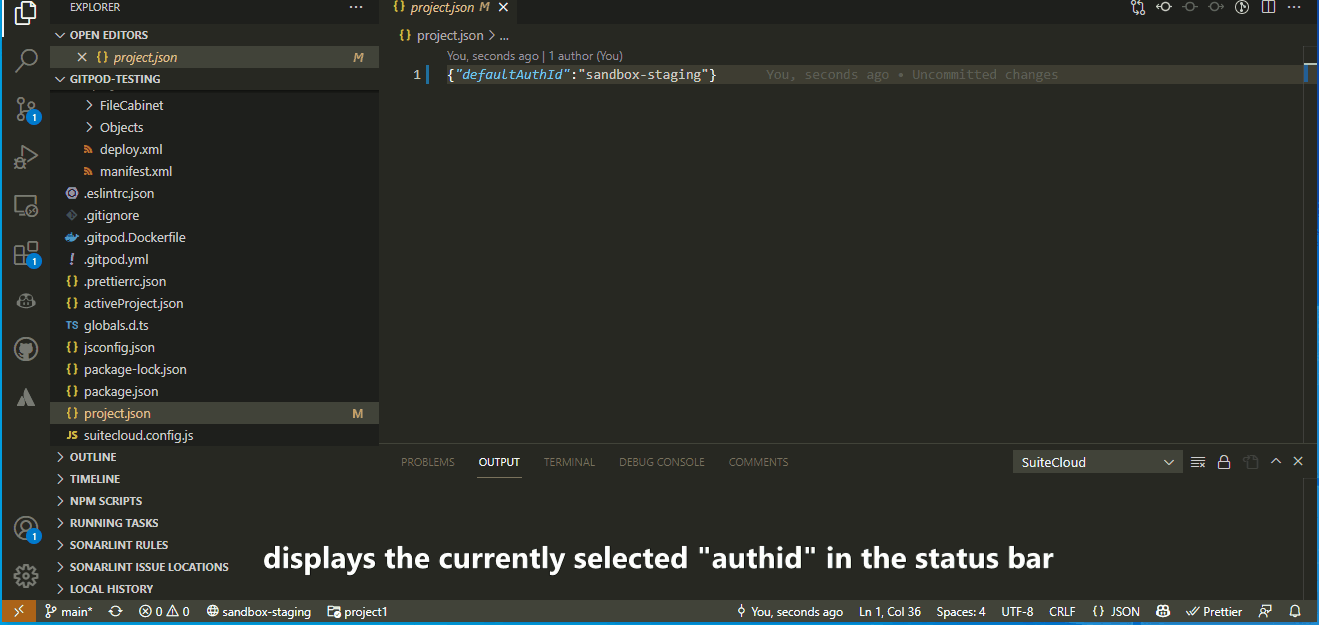 EXPLORER
OPEN EDITORS
{} project.json M
GITPOD-TESTING
FileCabinet
Objects
deploy.xml
manifest.xml
.eslintrc.json
.gitignore
.gitpod.Dockerfile
! .gitpod.yml
{} .prettierrc.json
{} activeProject.json
TS globals.d.ts
{} jsconfig.json
{} package-lock.json
{} package.json
{} project.json M
JS suitecloud.config.js
OUTLINE
TIMELINE
NPM SCRIPTS
RUNNING TASKS
SONARLINT RULES
SONARLINT ISSUE LOCATIONS
LOCAL HISTORY
1
1
1
{} project.json M
{} project.json > ...
You, seconds ago | 1 author (You)
1 {"defaultAuthId":"sandbox-staging"} You, seconds ago • Uncommitted changes
PROBLEMS OUTPUT TERMINAL DEBUG CONSOLE COMMENTS SuiteCloud
displays the currently selected "authid" in the status bar
main* 0 0 sandbox-staging project1 You, seconds ago Ln 1, Col 36 Spaces: 4 UTF-8 CRLF {} JSON Prettier